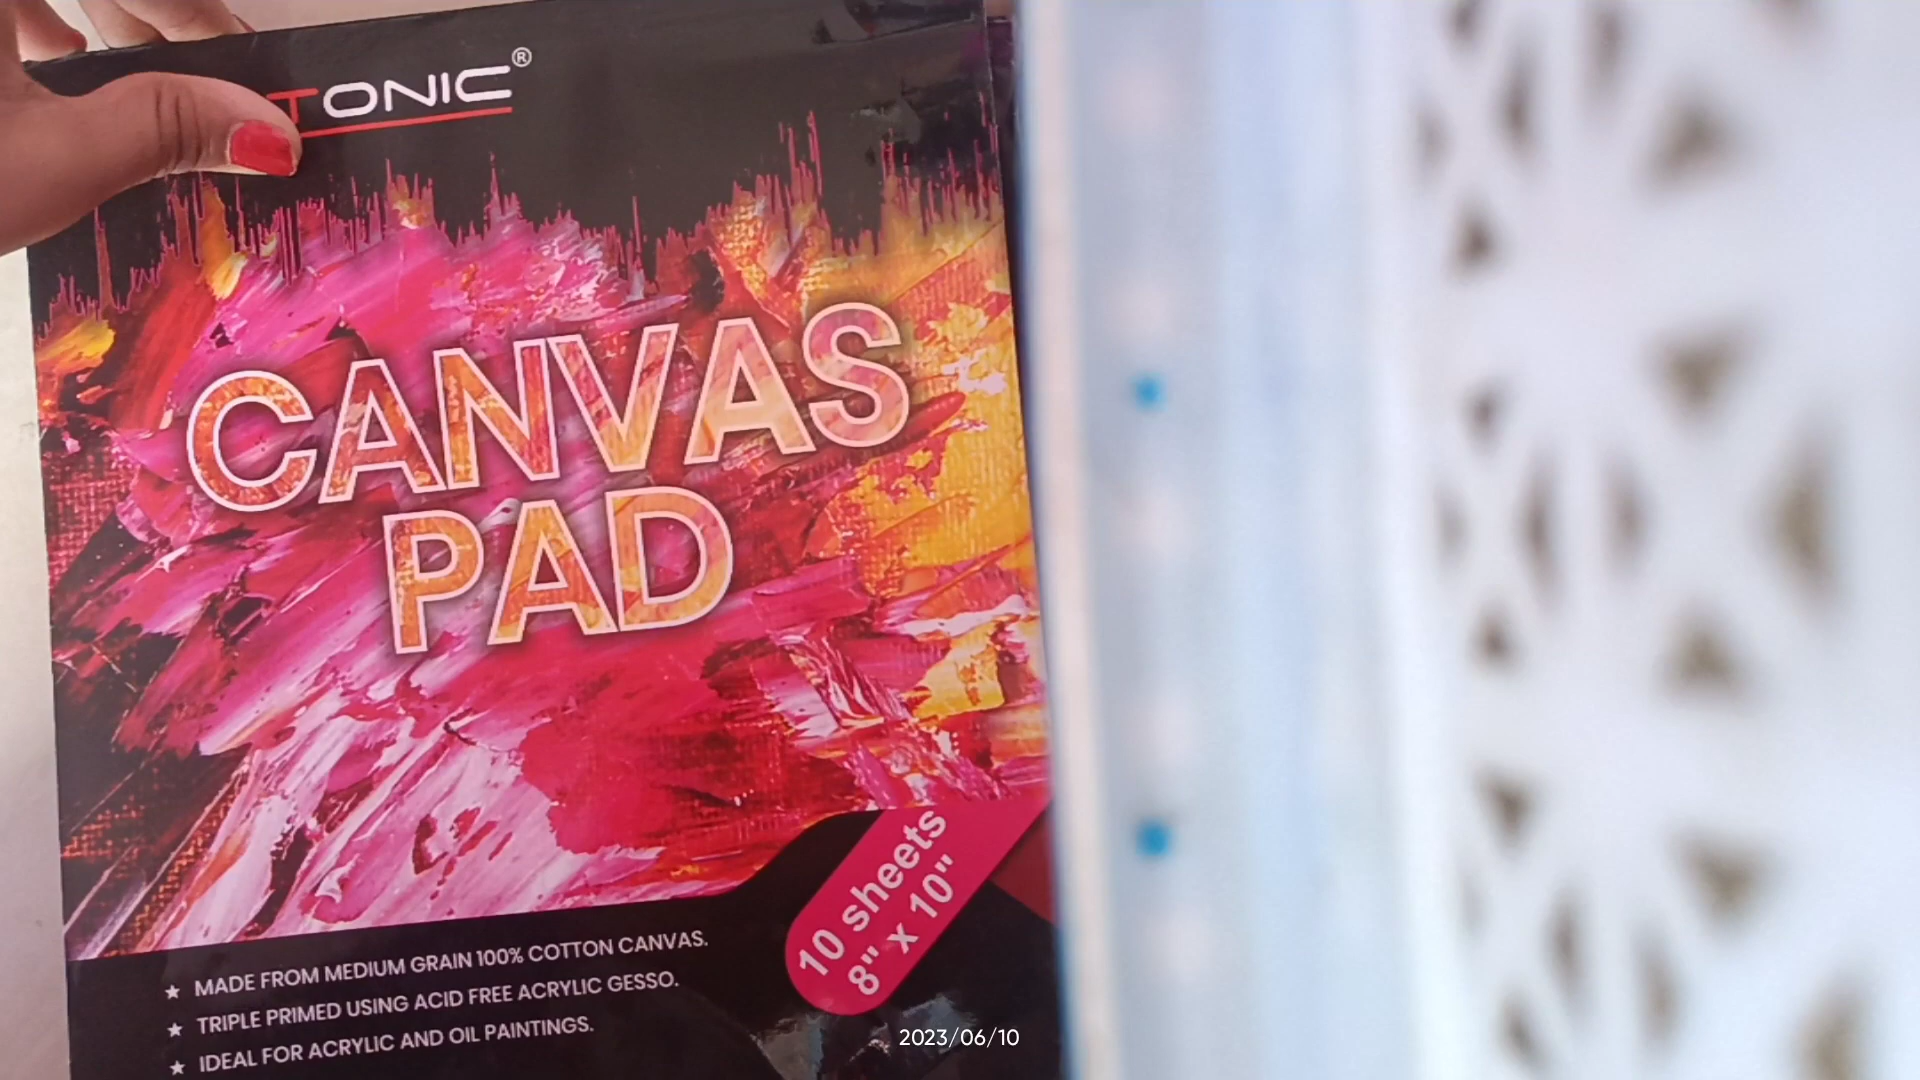 TONIC®
CANVAS
PAD
10 sheets
8" x 10"
★ MADE FROM MEDIUM GRAIN 100% COTTON CANVAS.
★ TRIPLE PRIMED USING ACID FREE ACRYLIC GESSO.
★ IDEAL FOR ACRYLIC AND OIL PAINTINGS.
2023/06/10